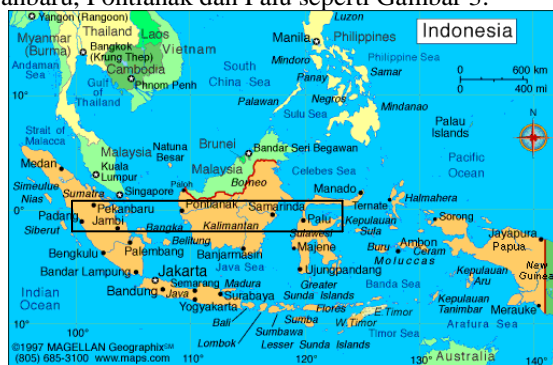 anbaru, Pontianak dan Palu seperti Gambar 3.
Yangon (Rangoon)
Luzon
Indonesia
Myanmar
(Burma)
Thailand
Laos
Manila
Philippines
Bangkok
(Krung Thep)
Vietnam
Andaman
Sea
Cambodia
Mindoro
Philippine Sea
South
China Sea
Samar
0
600 km
0
400 mi
Gulf
of
Thailand
Phnom Penh
Panay
10°
Palawan
Negros
Mindanao
Sulu Sea
Palau
Islands
Strait of
Malacca
Brunei
Bandar Seri Begawan
Malaysia
Natuna
Besar
Pacific
Ocean
Medan
Kuala
Lumpur
Malaysia
Celebes Sea
Simeulue
Nias
Sumatra
Singapore
Paloh
Borneo
Manado
Halmahera
0°
Pekanbaru
Pontianak
Samarinda
Ternate
Sorong
Padang
Jambi
Kalimantan
Palu
Kepulauan
Sula
Siberut
Bangka
Sulawesi
Jayapura
Belitung
Buru
Ambon
Ceram
Papua
Bengkulu
Palembang
Banjarmasin
Majene
Moluccas
New
Guinea
Bandar Lampung
Jakarta
Java Sea
Ujungpandang
Kepulauan
Aru
Indian
Ocean
Bandung
Semarang
Madura
Greater
Sunda Islands
Banda Sea
Java
Surabaya
Kepulauan
Tanimbar
Merauke
Yogyakarta
Flores
E.Timor
10°
Bali
Sumba
W.Timor
Arafura Sea
Lombok
Sumbawa
Timor Sea
Lesser Sunda Islands
100°
110°
120°
130°
140°
©1997 MAGELLAN Geographix℠
(805) 685-3100 www.maps.com
Australia